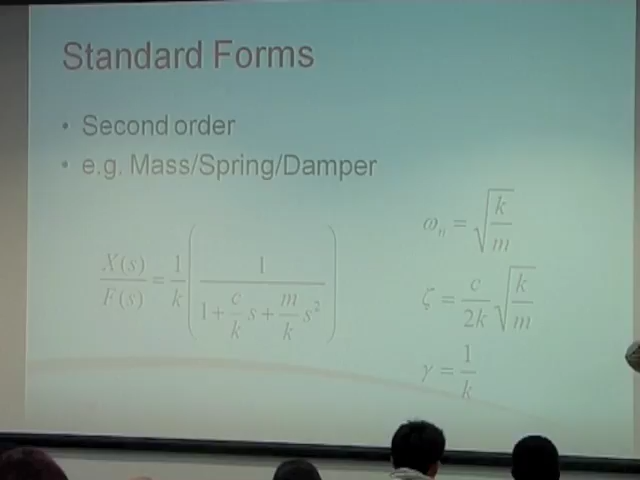 Standard Forms
• Second order
• e.g. Mass/Spring/Damper
X(s)/F(s) = 1/k (1/(1 + c/k s + m/k s²))
ωₙ = √(k/m)
ζ = c/2k √(k/m)
γ = 1/k